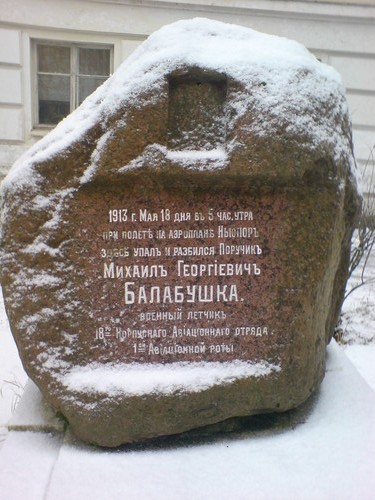 1913 г. Мая 18 дня въ 5 час. утра
при полетѣ на аэропланѣ Ньюпоръ
здѣсь упалъ и разбился Поручикъ
Михаилъ Георгіевичъ
Балабушка.
военный летчикъ
18го Корпуснаго Авіаціоннаго отряда.
1ой Авіаціонной роты